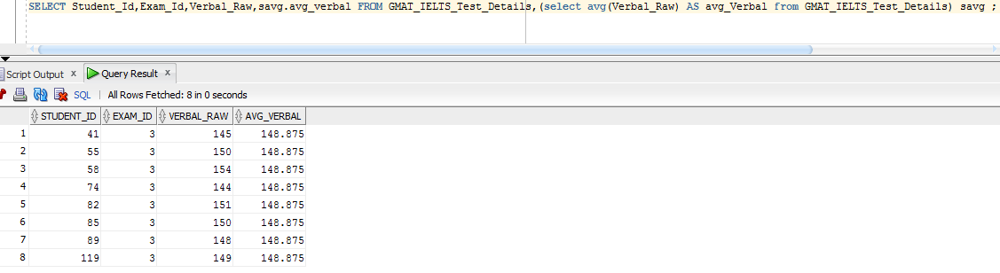 SELECT Student_Id,Exam_Id,Verbal_Raw,savg.avg_verbal FROM GMAT_IELTS_Test_Details,(select avg(Verbal_Raw) AS avg_Verbal from GMAT_IELTS_Test_Details) savg ;
Script Output x Query Result x
SQL | All Rows Fetched: 8 in 0 seconds
STUDENT_ID EXAM_ID VERBAL_RAW AVG_VERBAL
1 41 3 145 148.875
2 55 3 150 148.875
3 58 3 154 148.875
4 74 3 144 148.875
5 82 3 151 148.875
6 85 3 150 148.875
7 89 3 148 148.875
8 119 3 149 148.875